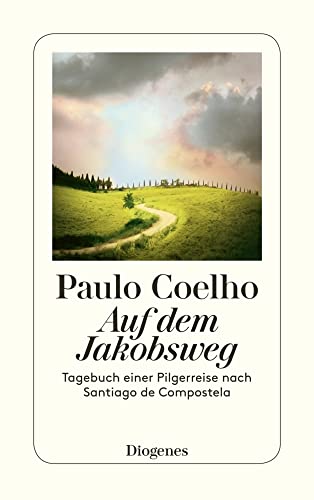 Paulo Coelho
Auf dem
Jakobsweg
Tagebuch einer Pilgerreise nach
Santiago de Compostela
Diogenes